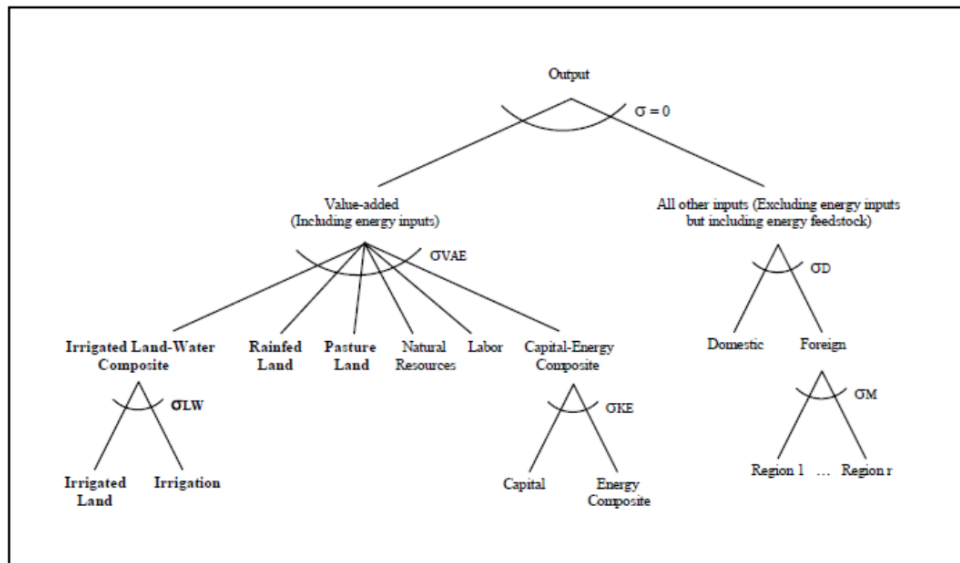 Output
σ = 0
Value-added
(Including energy inputs)
All other inputs (Excluding energy inputs
but including energy feedstock)
σVAE
σD
Irrigated Land-Water
Composite
Rainfed
Land
Pasture
Land
Natural
Resources
Labor
Capital-Energy
Composite
Domestic
Foreign
σLW
σKE
σM
Irrigated
Land
Irrigation
Capital
Energy
Composite
Region 1 ... Region r